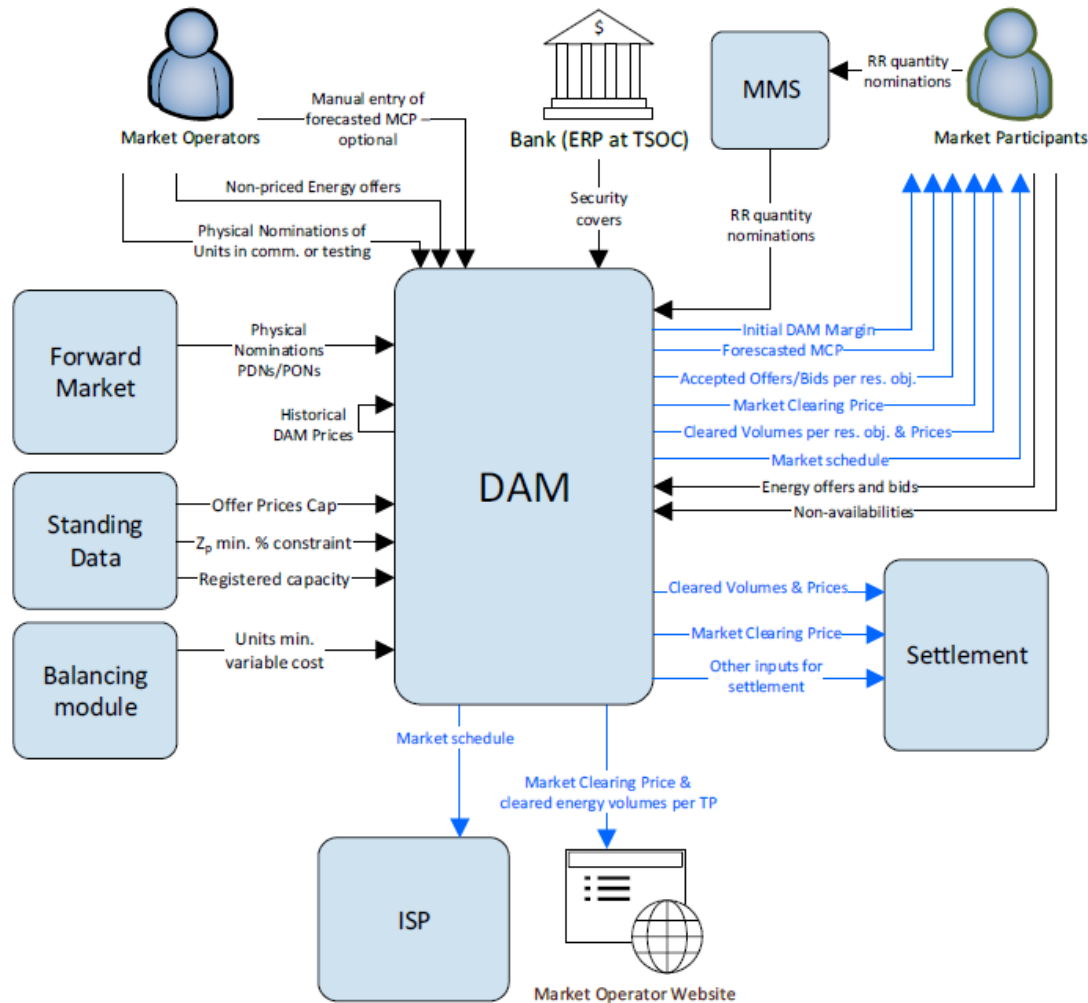 $
Market Operators
Manual entry of
forecasted MCP –
optional
Bank (ERP at TSOC)
MMS
RR quantity
nominations
Market Participants
Non-priced Energy offers
Physical Nominations of
Units in comm. or testing
Security
covers
RR quantity
nominations
Forward
Market
Physical
Nominations
PDNs/PONs
Historical
DAM Prices
DAM
Initial DAM Margin
Forescasted MCP
Accepted Offers/Bids per res. obj.
Market Clearing Price
Cleared Volumes per res. obj. & Prices
Market schedule
Energy offers and bids
Non-availabilities
Standing
Data
Offer Prices Cap
Zp min. % constraint
Registered capacity
Balancing
module
Units min.
variable cost
Cleared Volumes & Prices
Market Clearing Price
Other inputs for
settlement
Settlement
Market schedule
Market Clearing Price &
cleared energy volumes per TP
ISP
Market Operator Website